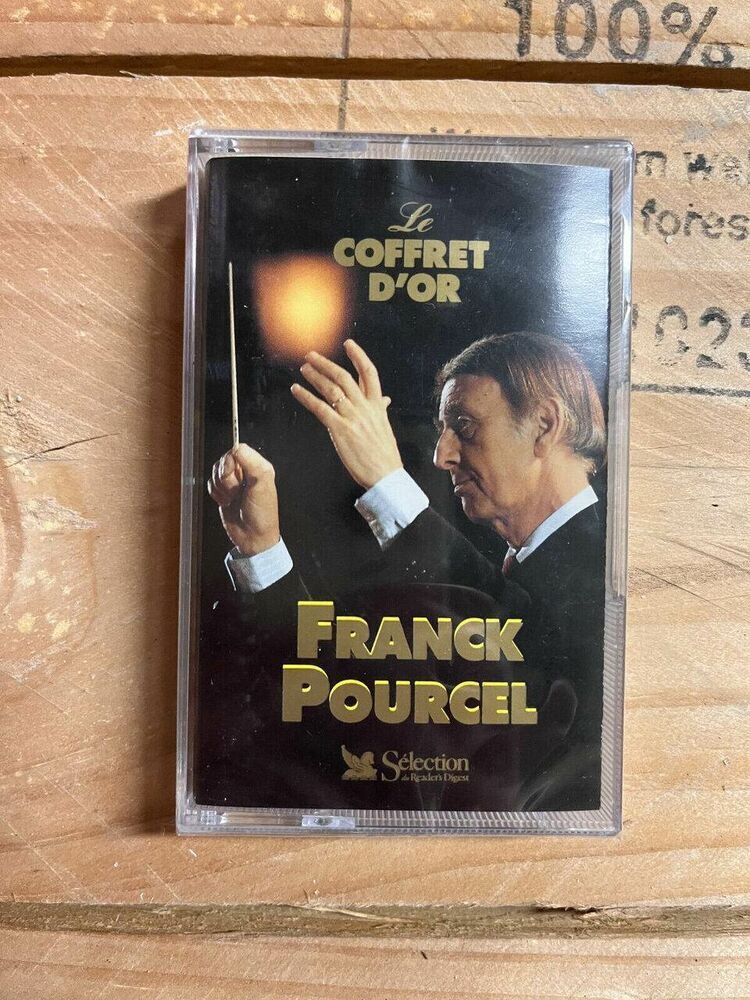 100%
Le
COFFRET
D'OR
fores
FRANCK
POURCEL
Sélection
du Reader's Digest